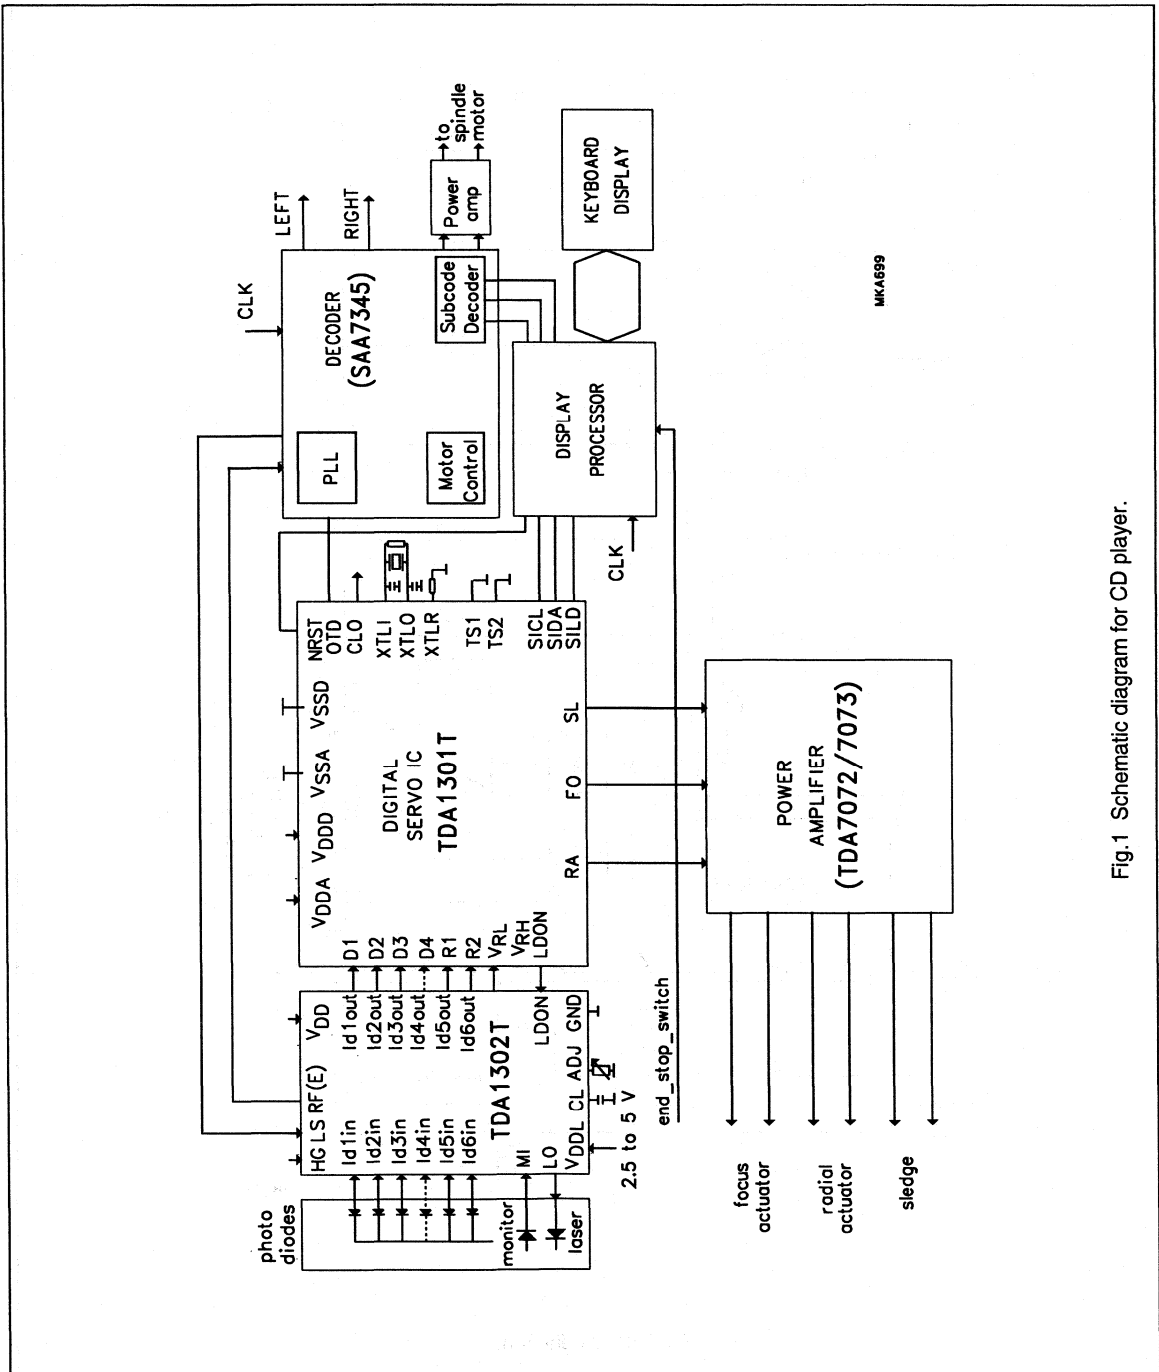 photo
diodes
monitor
laser
HG
LS
RF(E)
VDD
Id1in
Id2in
Id3in
Id4in
Id5in
Id6in
MI
LO
Id1out
Id2out
Id3out
Id4out
Id5out
Id6out
TDA1302T
LDON
VDDL
CL
ADJ
GND
2.5 to 5 V
VDDA
VDDD
VSSA
VSSD
D1
D2
D3
D4
R1
R2
VRL
VRH
LDON
DIGITAL
SERVO IC
TDA1301T
RA
FO
SL
NRST
OTD
CLO
XTLI
XTLO
XTLR
TS1
TS2
SICL
SIDA
SILD
CLK
PLL
DECODER
(SAA7345)
Motor
Control
Subcode
Decoder
LEFT
RIGHT
Power
amp
to
spindle
motor
CLK
DISPLAY
PROCESSOR
KEYBOARD
DISPLAY
end_stop_switch
POWER
AMPLIFIER
(TDA7072/7073)
focus
actuator
radial
actuator
sledge
MKA699
Fig.1 Schematic diagram for CD player.